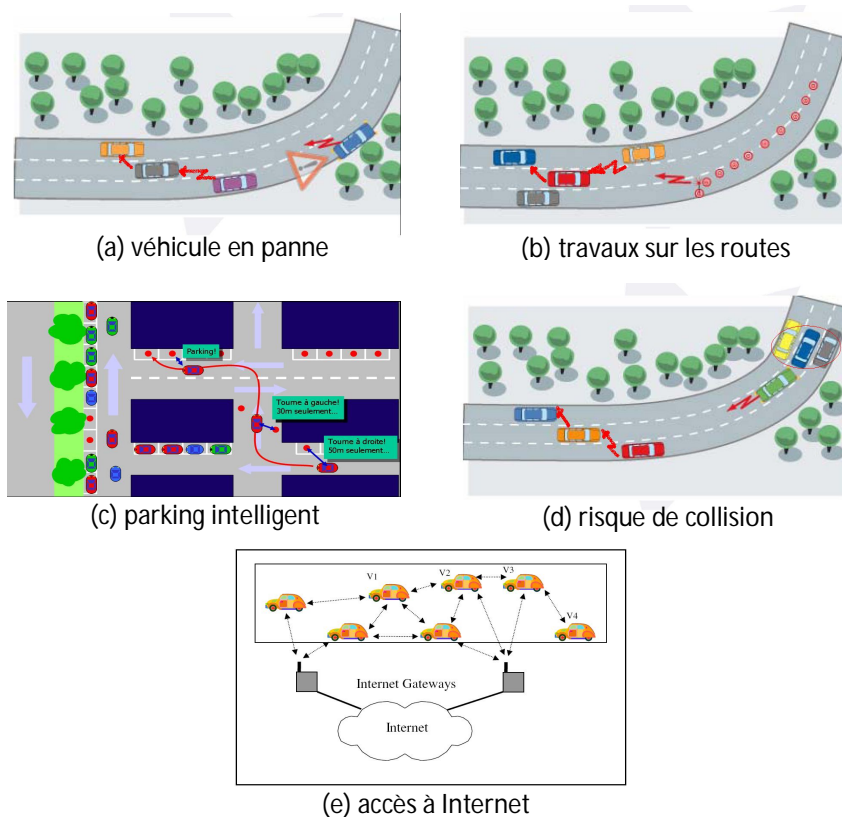 (a) véhicule en panne
(b) travaux sur les routes
Parking!
Tourne à gauche!
30m seulement...
Tourne à droite!
50m seulement...
(c) parking intelligent
(d) risque de collision
V1
V2
V3
V4
Internet Gateways
Internet
(e) accès à Internet